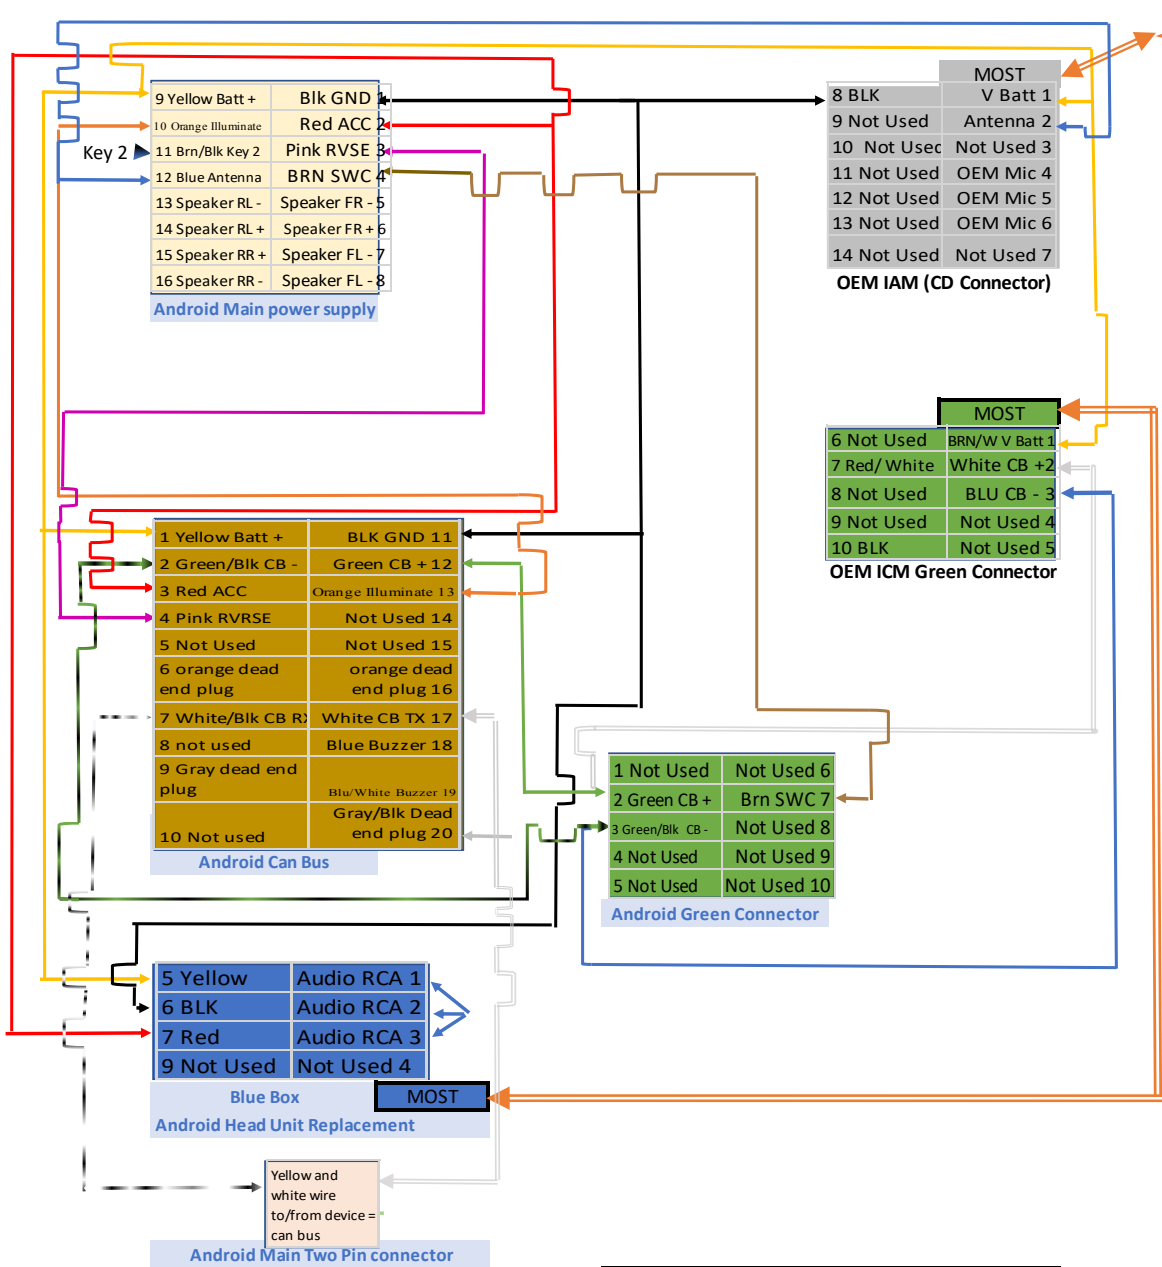 MOST
9 Yellow Batt + Blk GND 1
10 Orange Illuminate Red ACC 2
Key 2 11 Brn/Blk Key 2 Pink RVSE 3
12 Blue Antenna BRN SWC 4
13 Speaker RL - Speaker FR - 5
14 Speaker RL + Speaker FR + 6
15 Speaker RR + Speaker FL - 7
16 Speaker RR - Speaker FL - 8
Android Main power supply
8 BLK V Batt 1
9 Not Used Antenna 2
10 Not Used Not Used 3
11 Not Used OEM Mic 4
12 Not Used OEM Mic 5
13 Not Used OEM Mic 6
14 Not Used Not Used 7
OEM IAM (CD Connector)
MOST
6 Not Used BRN/W V Batt 1
7 Red/ White White CB +2
8 Not Used BLU CB - 3
9 Not Used Not Used 4
10 BLK Not Used 5
OEM ICM Green Connector
1 Yellow Batt + BLK GND 11
2 Green/Blk CB - Green CB + 12
3 Red ACC Orange Illuminate 13
4 Pink RVRSE Not Used 14
5 Not Used Not Used 15
6 orange dead orange dead
end plug end plug 16
7 White/Blk CB RX White CB TX 17
8 not used Blue Buzzer 18
9 Gray dead end
plug Blu/White Buzzer 19
Gray/Blk Dead
10 Not used end plug 20
Android Can Bus
1 Not Used Not Used 6
2 Green CB + Brn SWC 7
3 Green/Blk CB - Not Used 8
4 Not Used Not Used 9
5 Not Used Not Used 10
Android Green Connector
5 Yellow Audio RCA 1
6 BLK Audio RCA 2
7 Red Audio RCA 3
9 Not Used Not Used 4
Blue Box MOST
Android Head Unit Replacement
Yellow and
white wire
to/from device =
can bus
Android Main Two Pin connector